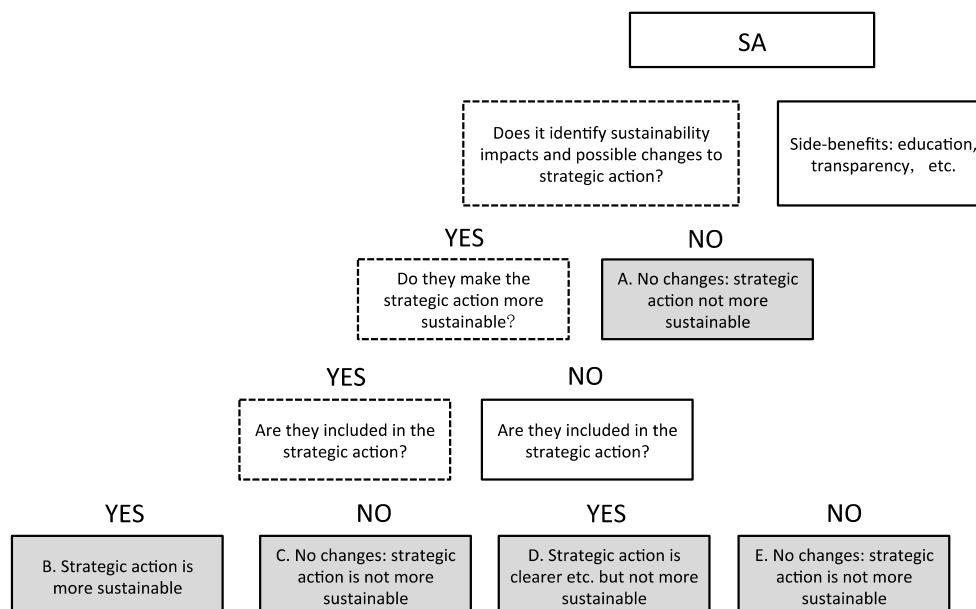 SA
Does it identify sustainability
impacts and possible changes to
strategic action?
Side-benefits: education,
transparency, etc.
YES
NO
Do they make the
strategic action more
sustainable?
A. No changes: strategic
action not more
sustainable
YES
NO
Are they included in the
strategic action?
Are they included in the
strategic action?
YES
NO
YES
NO
B. Strategic action is
more sustainable
C. No changes: strategic
action is not more
sustainable
D. Strategic action is
clearer etc. but not more
sustainable
E. No changes: strategic
action is not more
sustainable